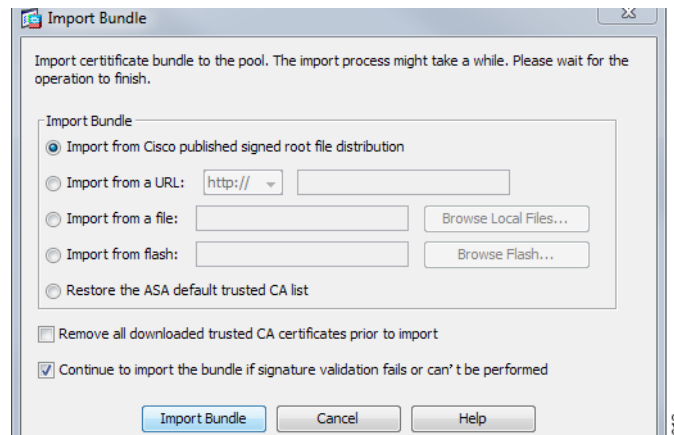 Import Bundle
Import certitificate bundle to the pool. The import process might take a while. Please wait for the
operation to finish.
Import Bundle
Import from Cisco published signed root file distribution
Import from a URL: http://
Import from a file: Browse Local Files...
Import from flash: Browse Flash...
Restore the ASA default trusted CA list
Remove all downloaded trusted CA certificates prior to import
Continue to import the bundle if signature validation fails or can't be performed
Import Bundle Cancel Help